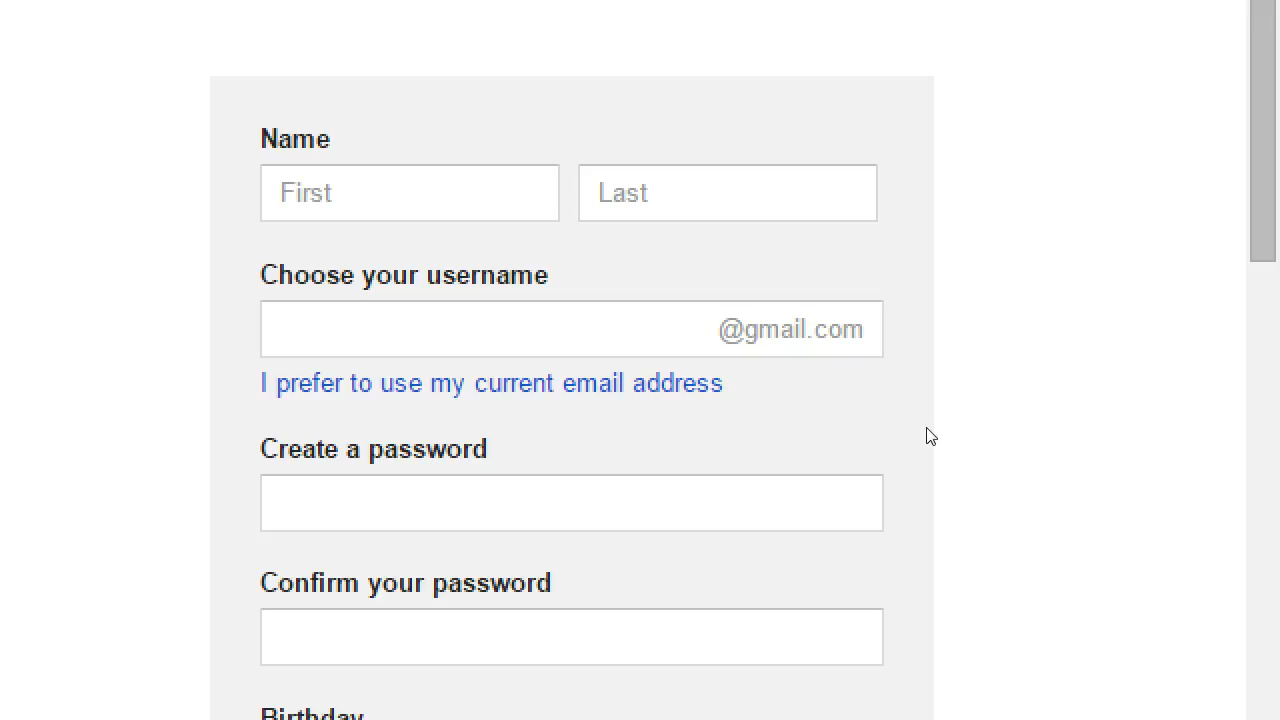 Name
First Last
Choose your username
@gmail.com
I prefer to use my current email address
Create a password
Confirm your password
Birthday